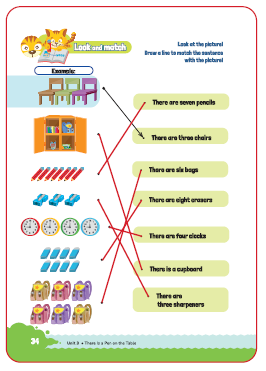 Look and match
Look at the picture!
Draw a line to match the sentence
with the picture!
Example:
There are seven pencils
There are three chairs
There are six bags
There are eight erasers
There are four clocks
There is a cupboard
There are
three sharpeners
34
Unit 3 • There is a Pen on the Table